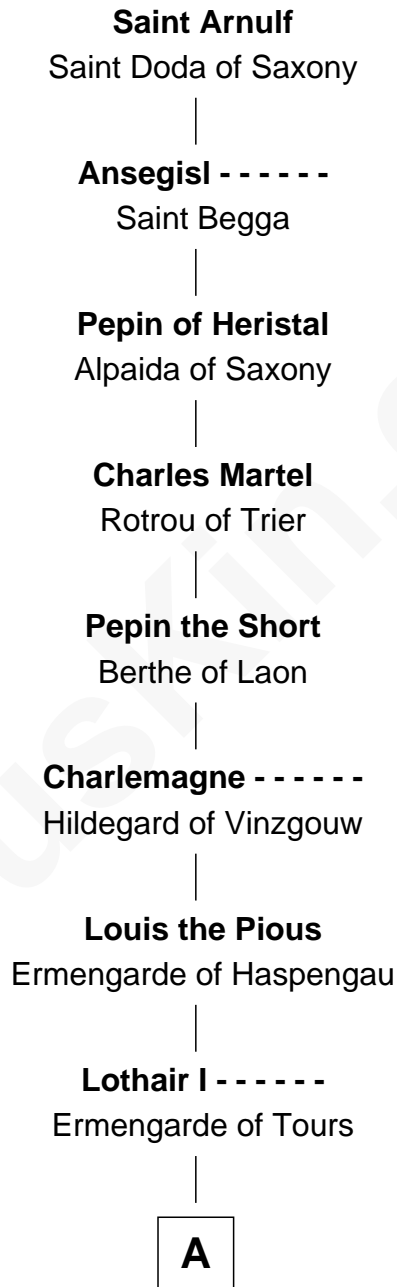 Saint Arnulf
Saint Doda of Saxony
Ansegisl - - - - - -
Saint Begga
Pepin of Heristal
Alpaida of Saxony
Charles Martel
Rotrou of Trier
Pepin the Short
Berthe of Laon
Charlemagne - - - - - -
Hildegard of Vinzgouw
Louis the Pious
Ermengarde of Haspengau
Lothair I - - - - - -
Ermengarde of Tours
A